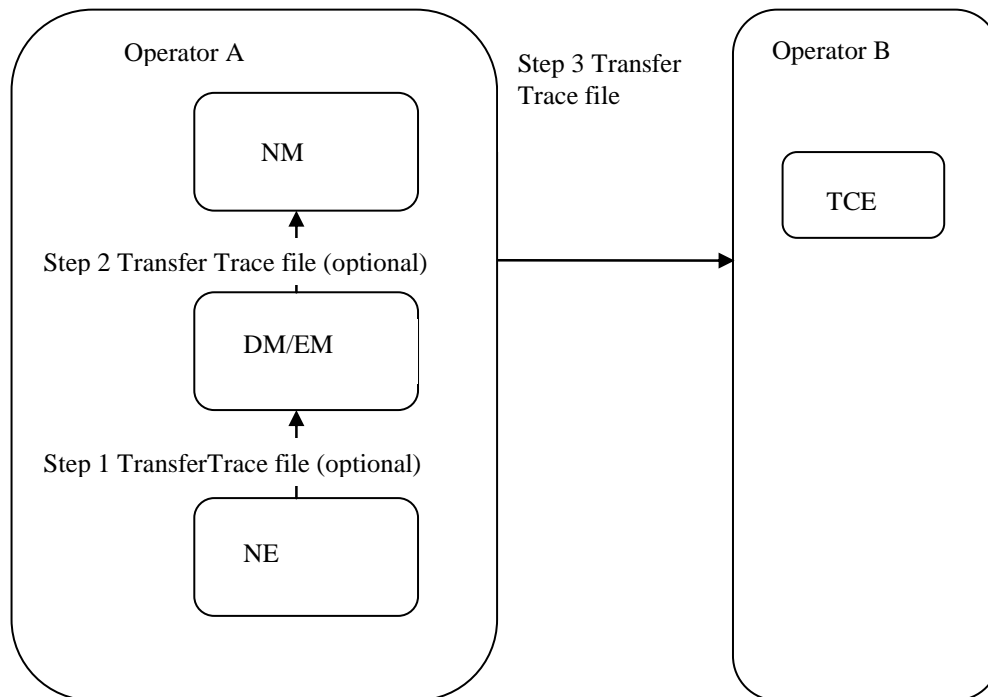 Operator A
NM
Step 2 Transfer Trace file (optional)
DM/EM
Step 1 TransferTrace file (optional)
NE
Step 3 Transfer
Trace file
Operator B
TCE